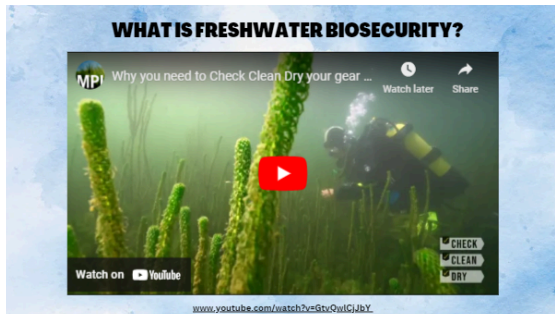 WHAT IS FRESHWATER BIOSECURITY?
MPI
Why you need to Check Clean Dry your gear ...
Watch later
Share
CHECK
CLEAN
DRY
Watch on YouTube
www.youtube.com/watch?v=GtvQwlCjJbY